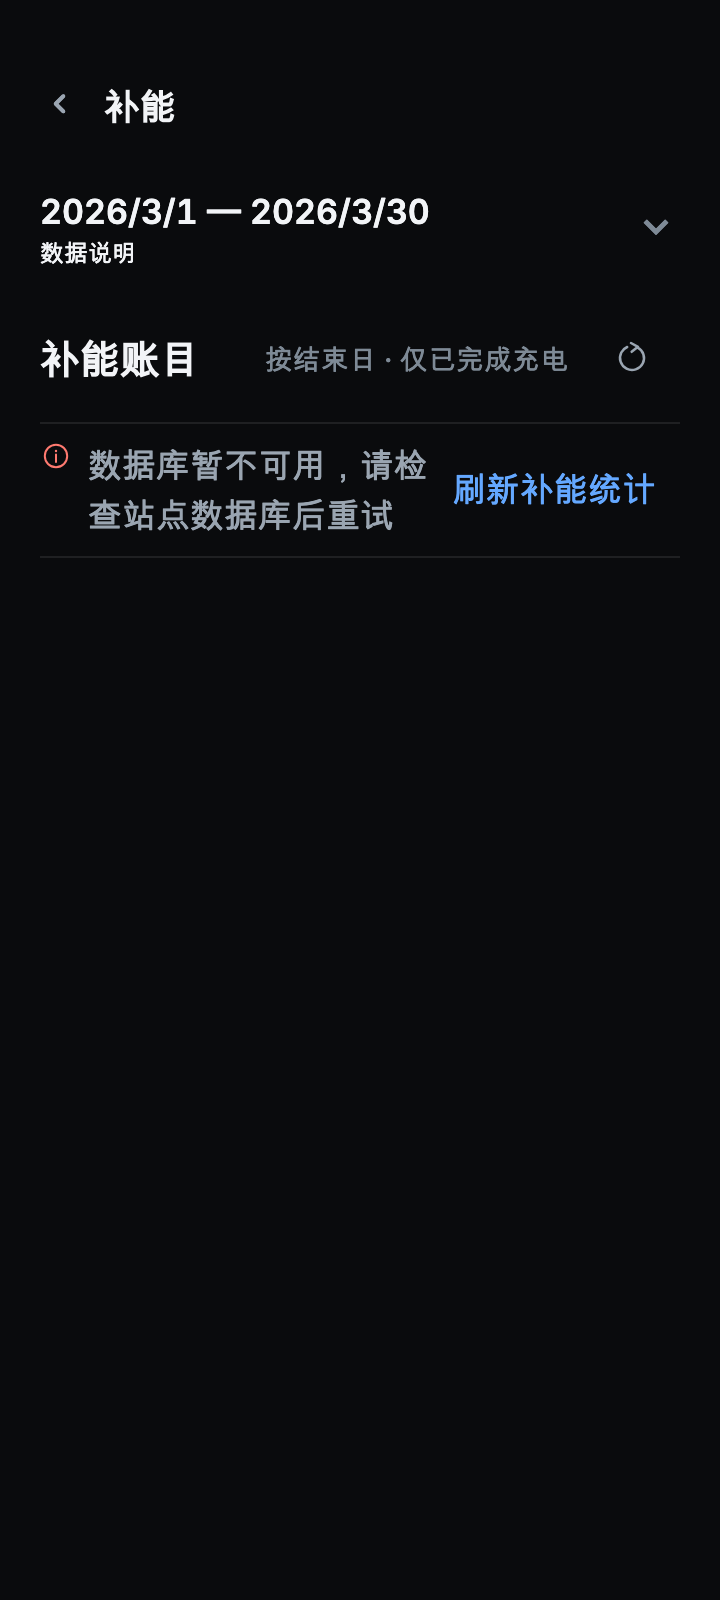 补能
2026/3/1 — 2026/3/30
数据说明
补能账目
按结束日 · 仅已完成充电
数据库暂不可用，请检
查站点数据库后重试
刷新补能统计